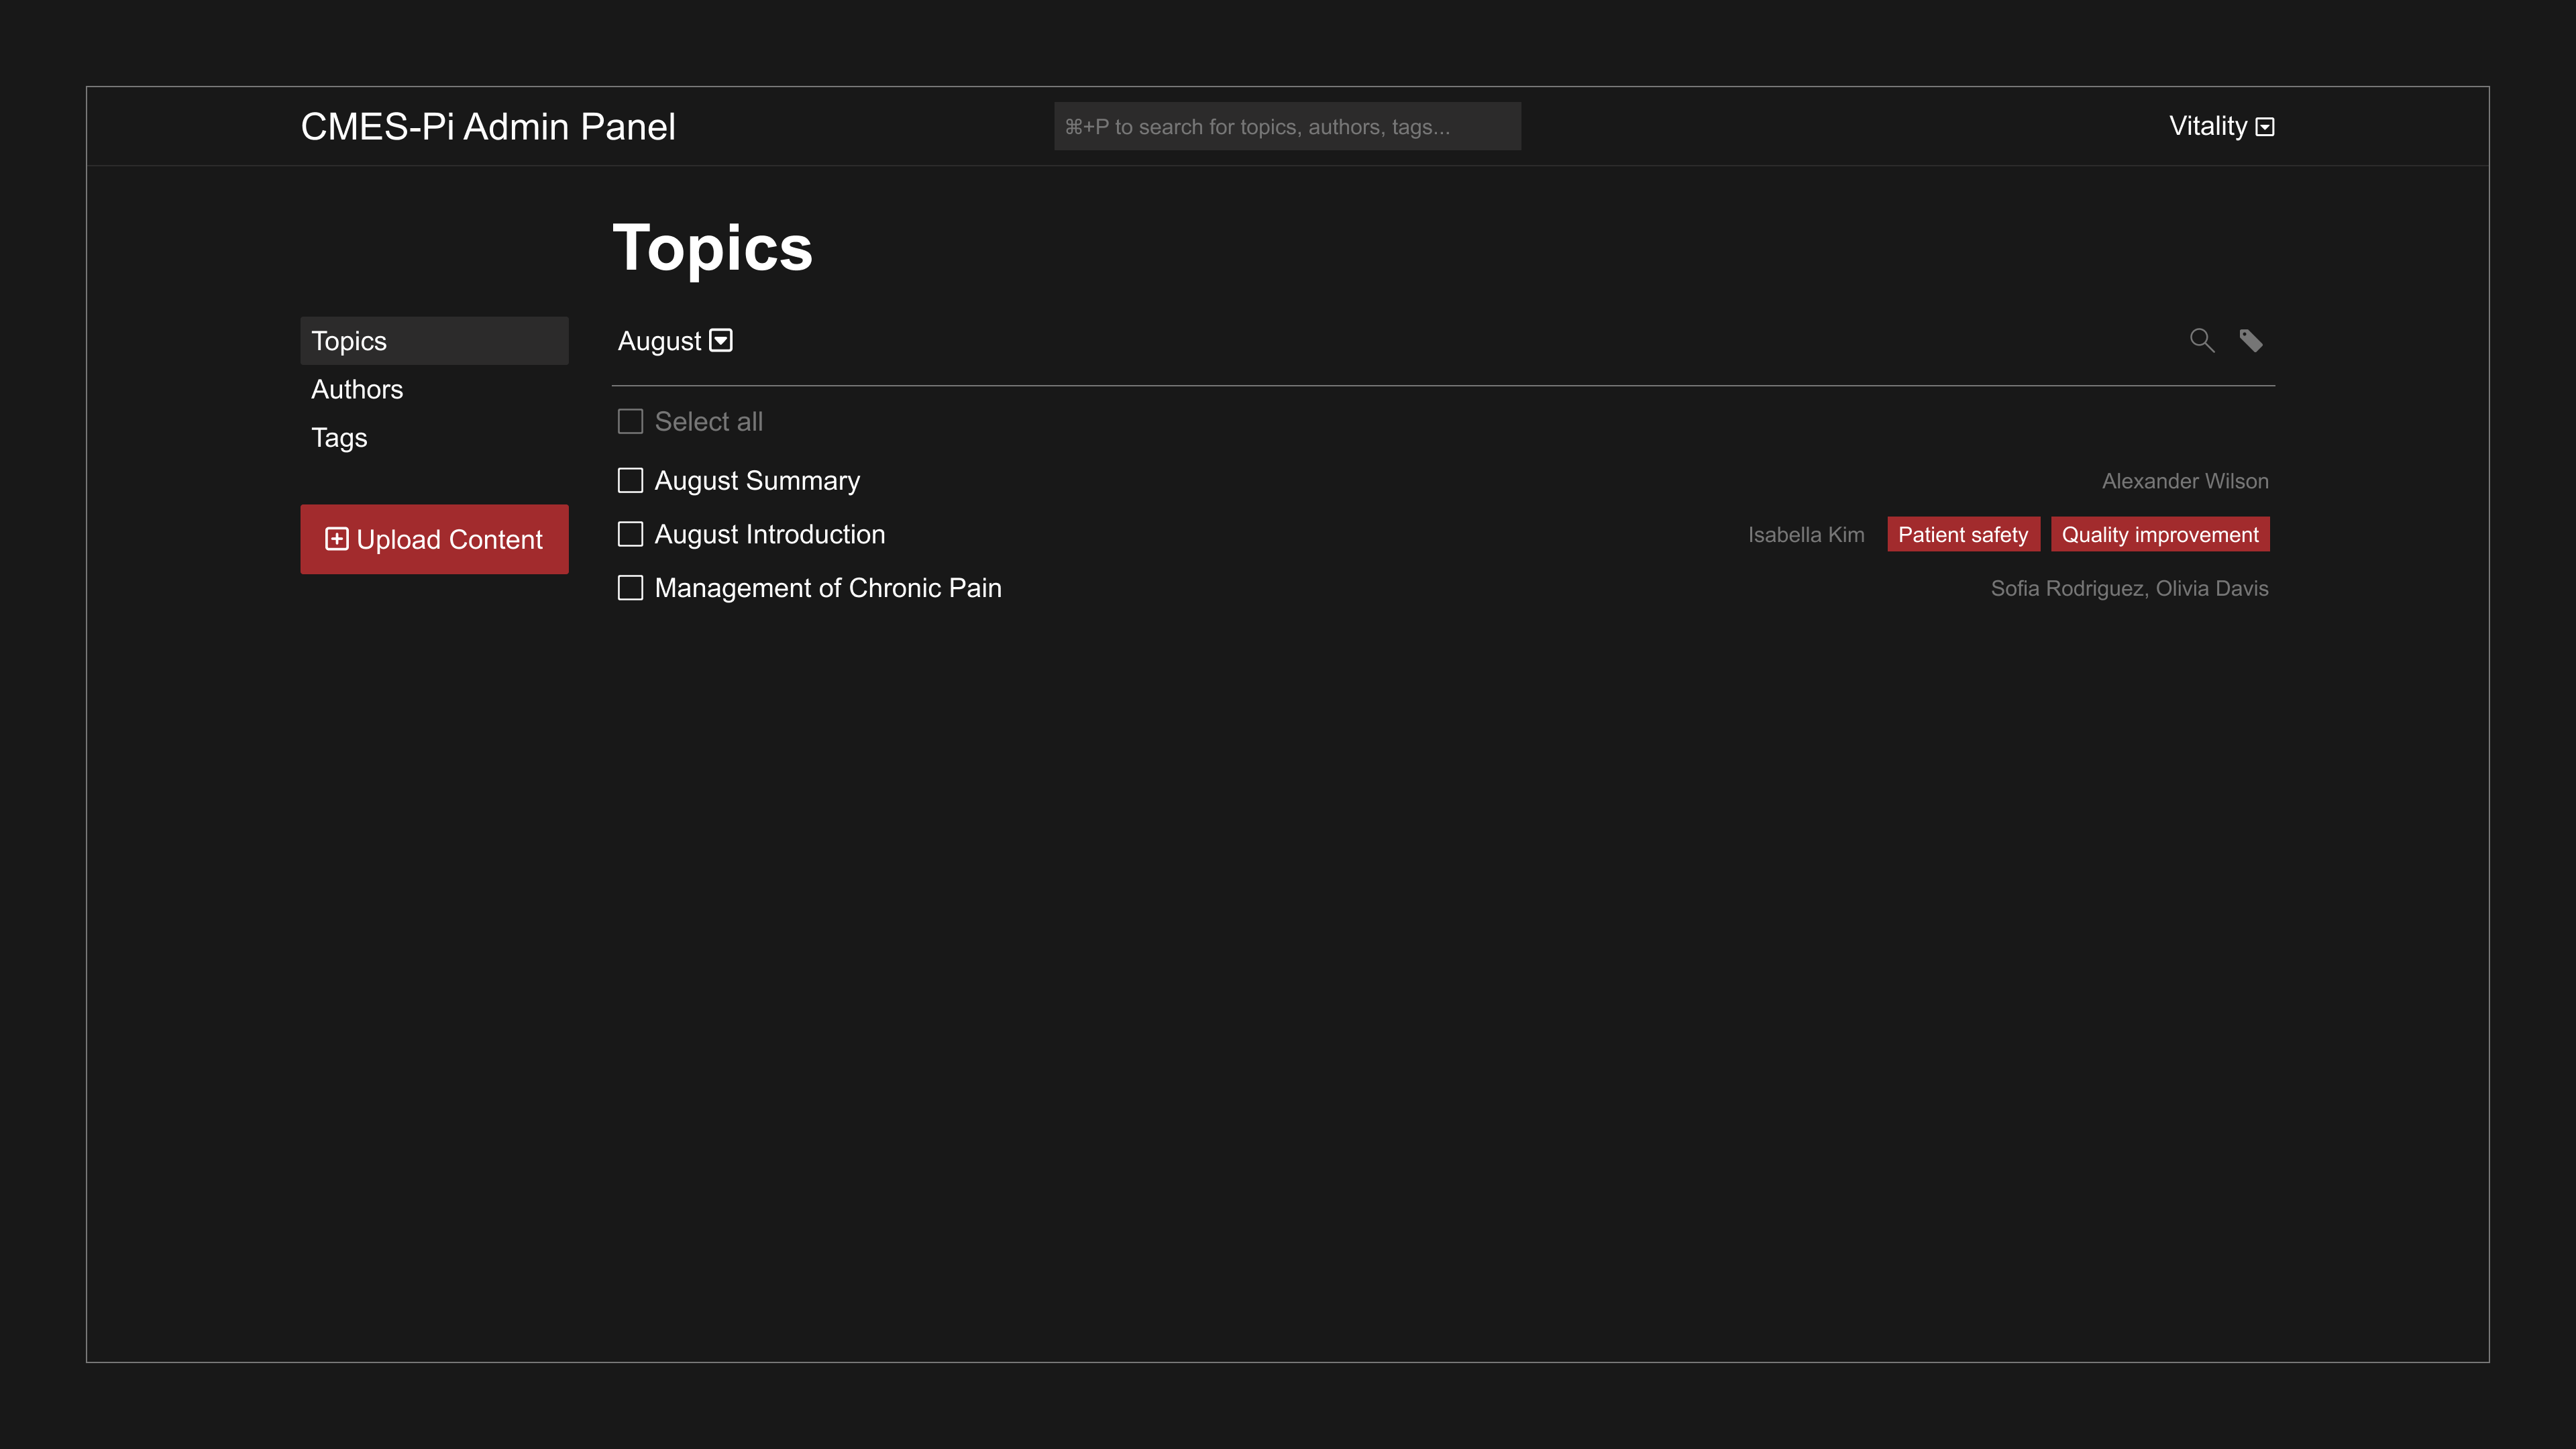 CMES-Pi Admin Panel
⌘+P to search for topics, authors, tags...
Vitality
Topics
Topics
Authors
Tags
Upload Content
August
Select all
August Summary
Alexander Wilson
August Introduction
Isabella Kim
Patient safety
Quality improvement
Management of Chronic Pain
Sofia Rodriguez, Olivia Davis